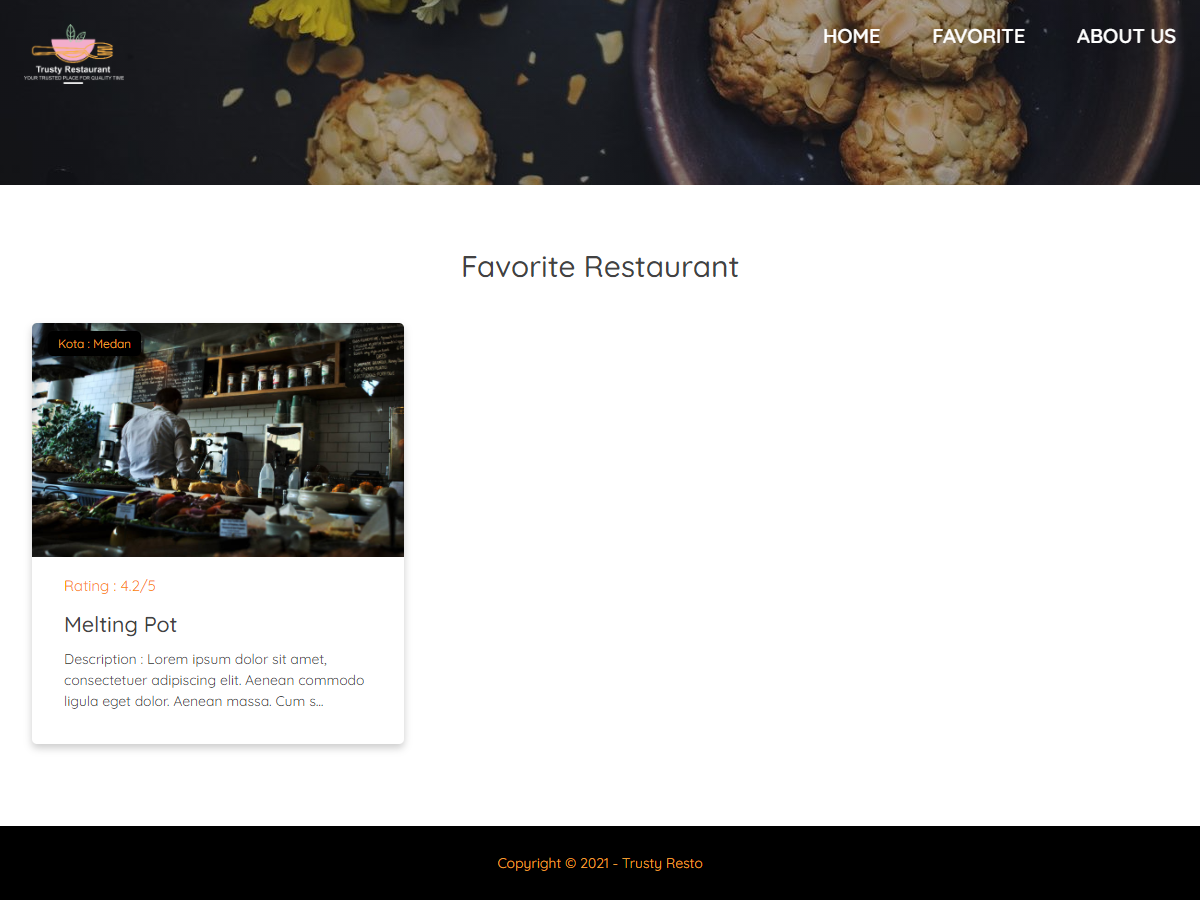 HOME FAVORITE ABOUT US
Trusty Restaurant
YOUR TRUSTED PLACE FOR QUALITY TIME
Favorite Restaurant
Kota : Medan
Rating : 4.2/5
Melting Pot
Description : Lorem ipsum dolor sit amet,
consectetuer adipiscing elit. Aenean commodo
ligula eget dolor. Aenean massa. Cum s...
Copyright © 2021 - Trusty Resto